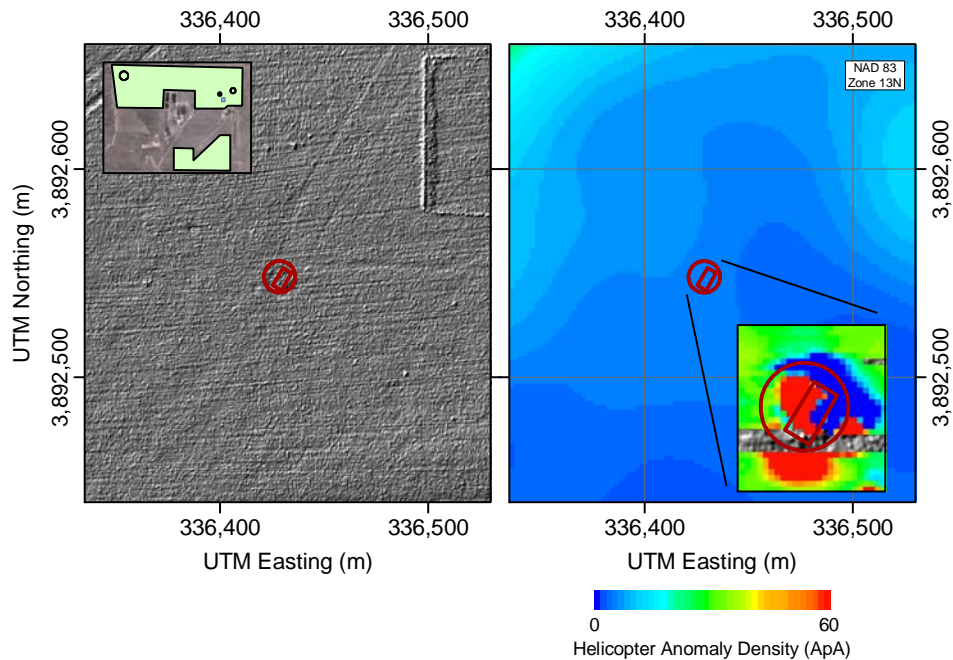 336,400
336,500
336,400
336,500
NAD 83
Zone 13N
3,892,600
3,892,600
UTM Northing (m)
3,892,500
3,892,500
336,400
336,500
336,400
336,500
UTM Easting (m)
UTM Easting (m)
0
60
Helicopter Anomaly Density (ApA)